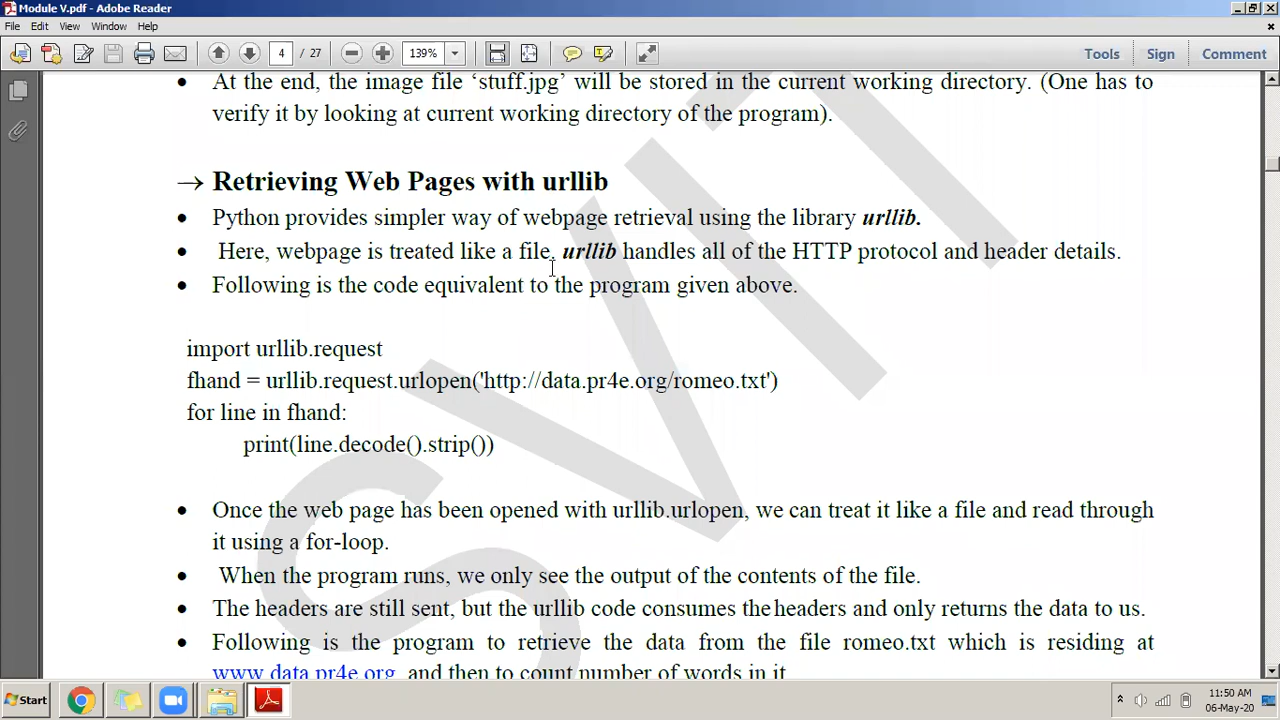 Module V.pdf - Adobe Reader
File Edit View Window Help
4 / 27 139% Tools Sign Comment
• At the end, the image file ‘stuff.jpg’ will be stored in the current working directory. (One has to
verify it by looking at current working directory of the program).
→ Retrieving Web Pages with urllib
• Python provides simpler way of webpage retrieval using the library urllib.
• Here, webpage is treated like a file. urllib handles all of the HTTP protocol and header details.
• Following is the code equivalent to the program given above.
import urllib.request
fhand = urllib.request.urlopen('http://data.pr4e.org/romeo.txt')
for line in fhand:
print(line.decode().strip())
• Once the web page has been opened with urllib.urlopen, we can treat it like a file and read through
it using a for-loop.
• When the program runs, we only see the output of the contents of the file.
• The headers are still sent, but the urllib code consumes the headers and only returns the data to us.
• Following is the program to retrieve the data from the file romeo.txt which is residing at
www.data.pr4e.org, and then to count number of words in it
SVIT
Start
11:50 AM
06-May-20